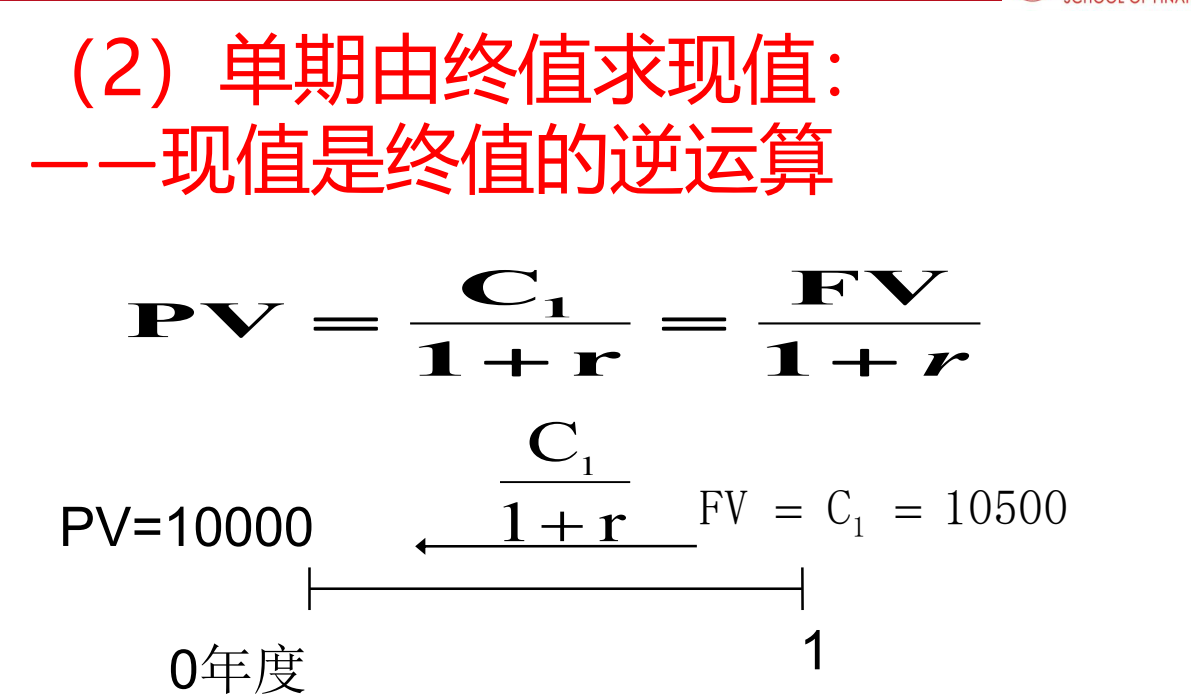 (2)单期由终值求现值：
——现值是终值的逆运算
PV = C₁ / 1+r = FV / 1+r
C₁ / 1+r
PV=10000
FV = C₁ = 10500
0年度
1